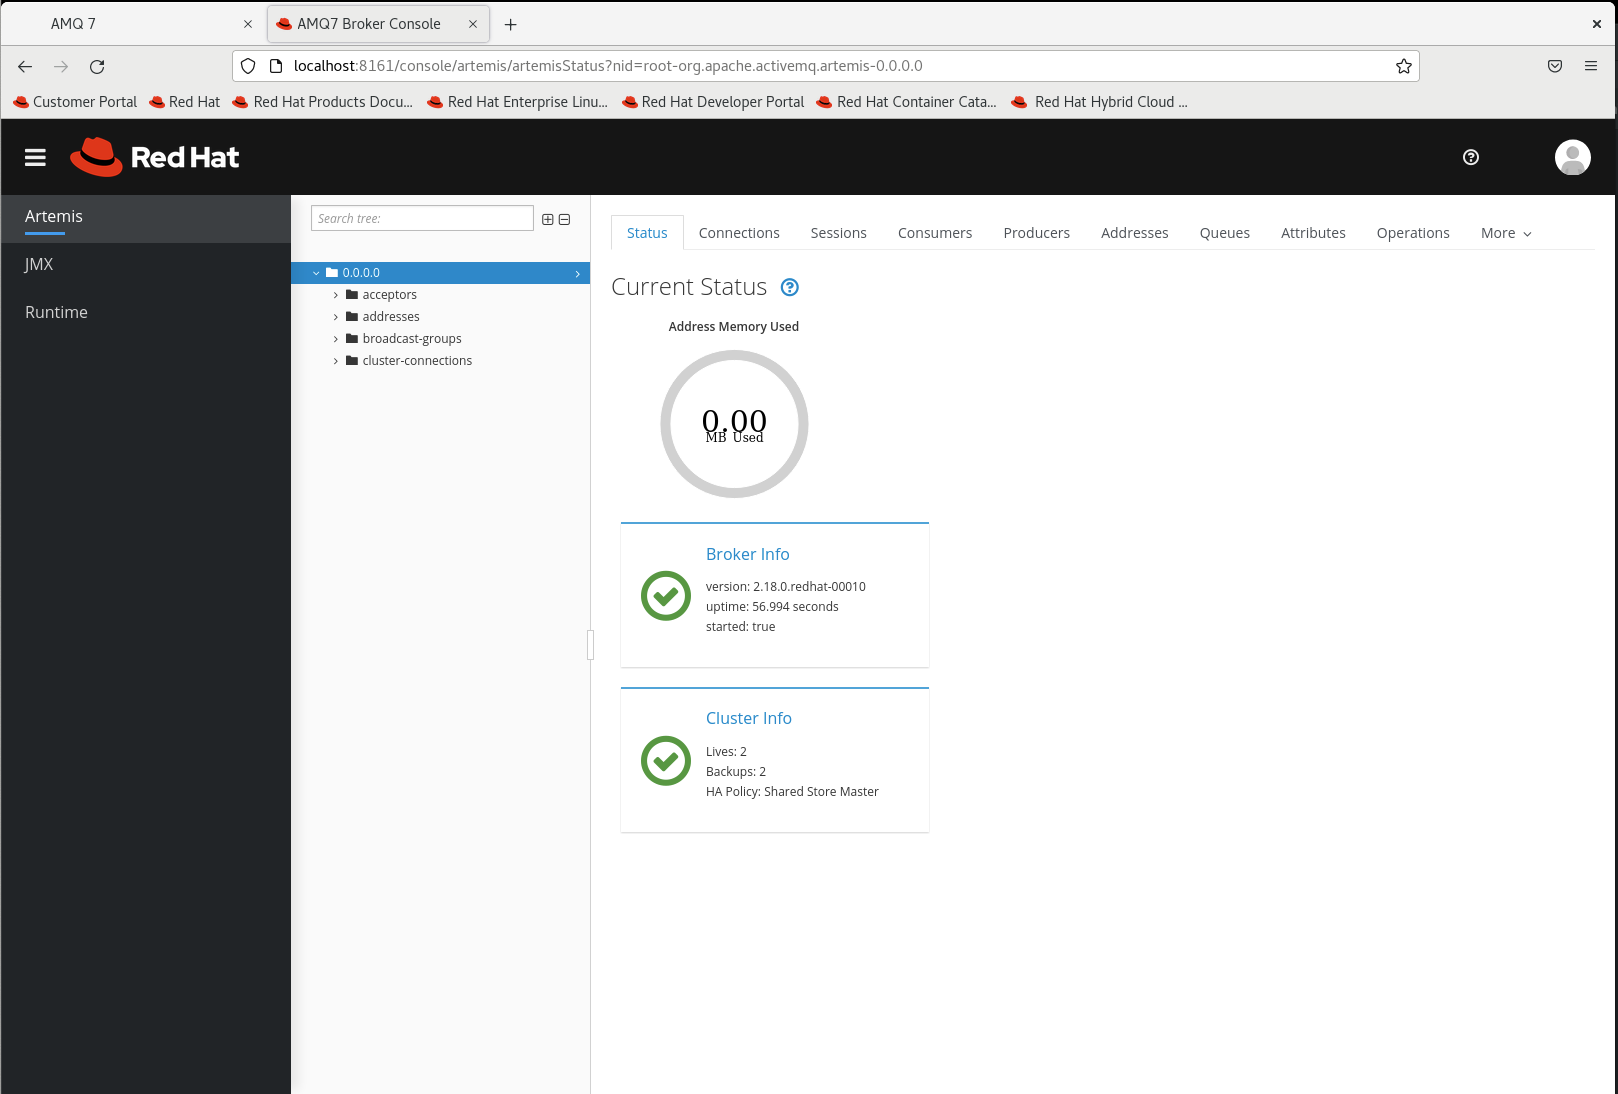 AMQ 7
AMQ7 Broker Console
localhost:8161/console/artemis/artemisStatus?nid=root-org.apache.activemq.artemis-0.0.0.0
Customer Portal Red Hat Red Hat Products Docu... Red Hat Enterprise Linu... Red Hat Developer Portal Red Hat Container Cata... Red Hat Hybrid Cloud ...
Red Hat
Artemis
JMX
Runtime
Search tree:
0.0.0.0
acceptors
addresses
broadcast-groups
cluster-connections
Status Connections Sessions Consumers Producers Addresses Queues Attributes Operations More
Current Status
Address Memory Used
0.00
MB Used
Broker Info
version: 2.18.0.redhat-00010
uptime: 56.994 seconds
started: true
Cluster Info
Lives: 2
Backups: 2
HA Policy: Shared Store Master